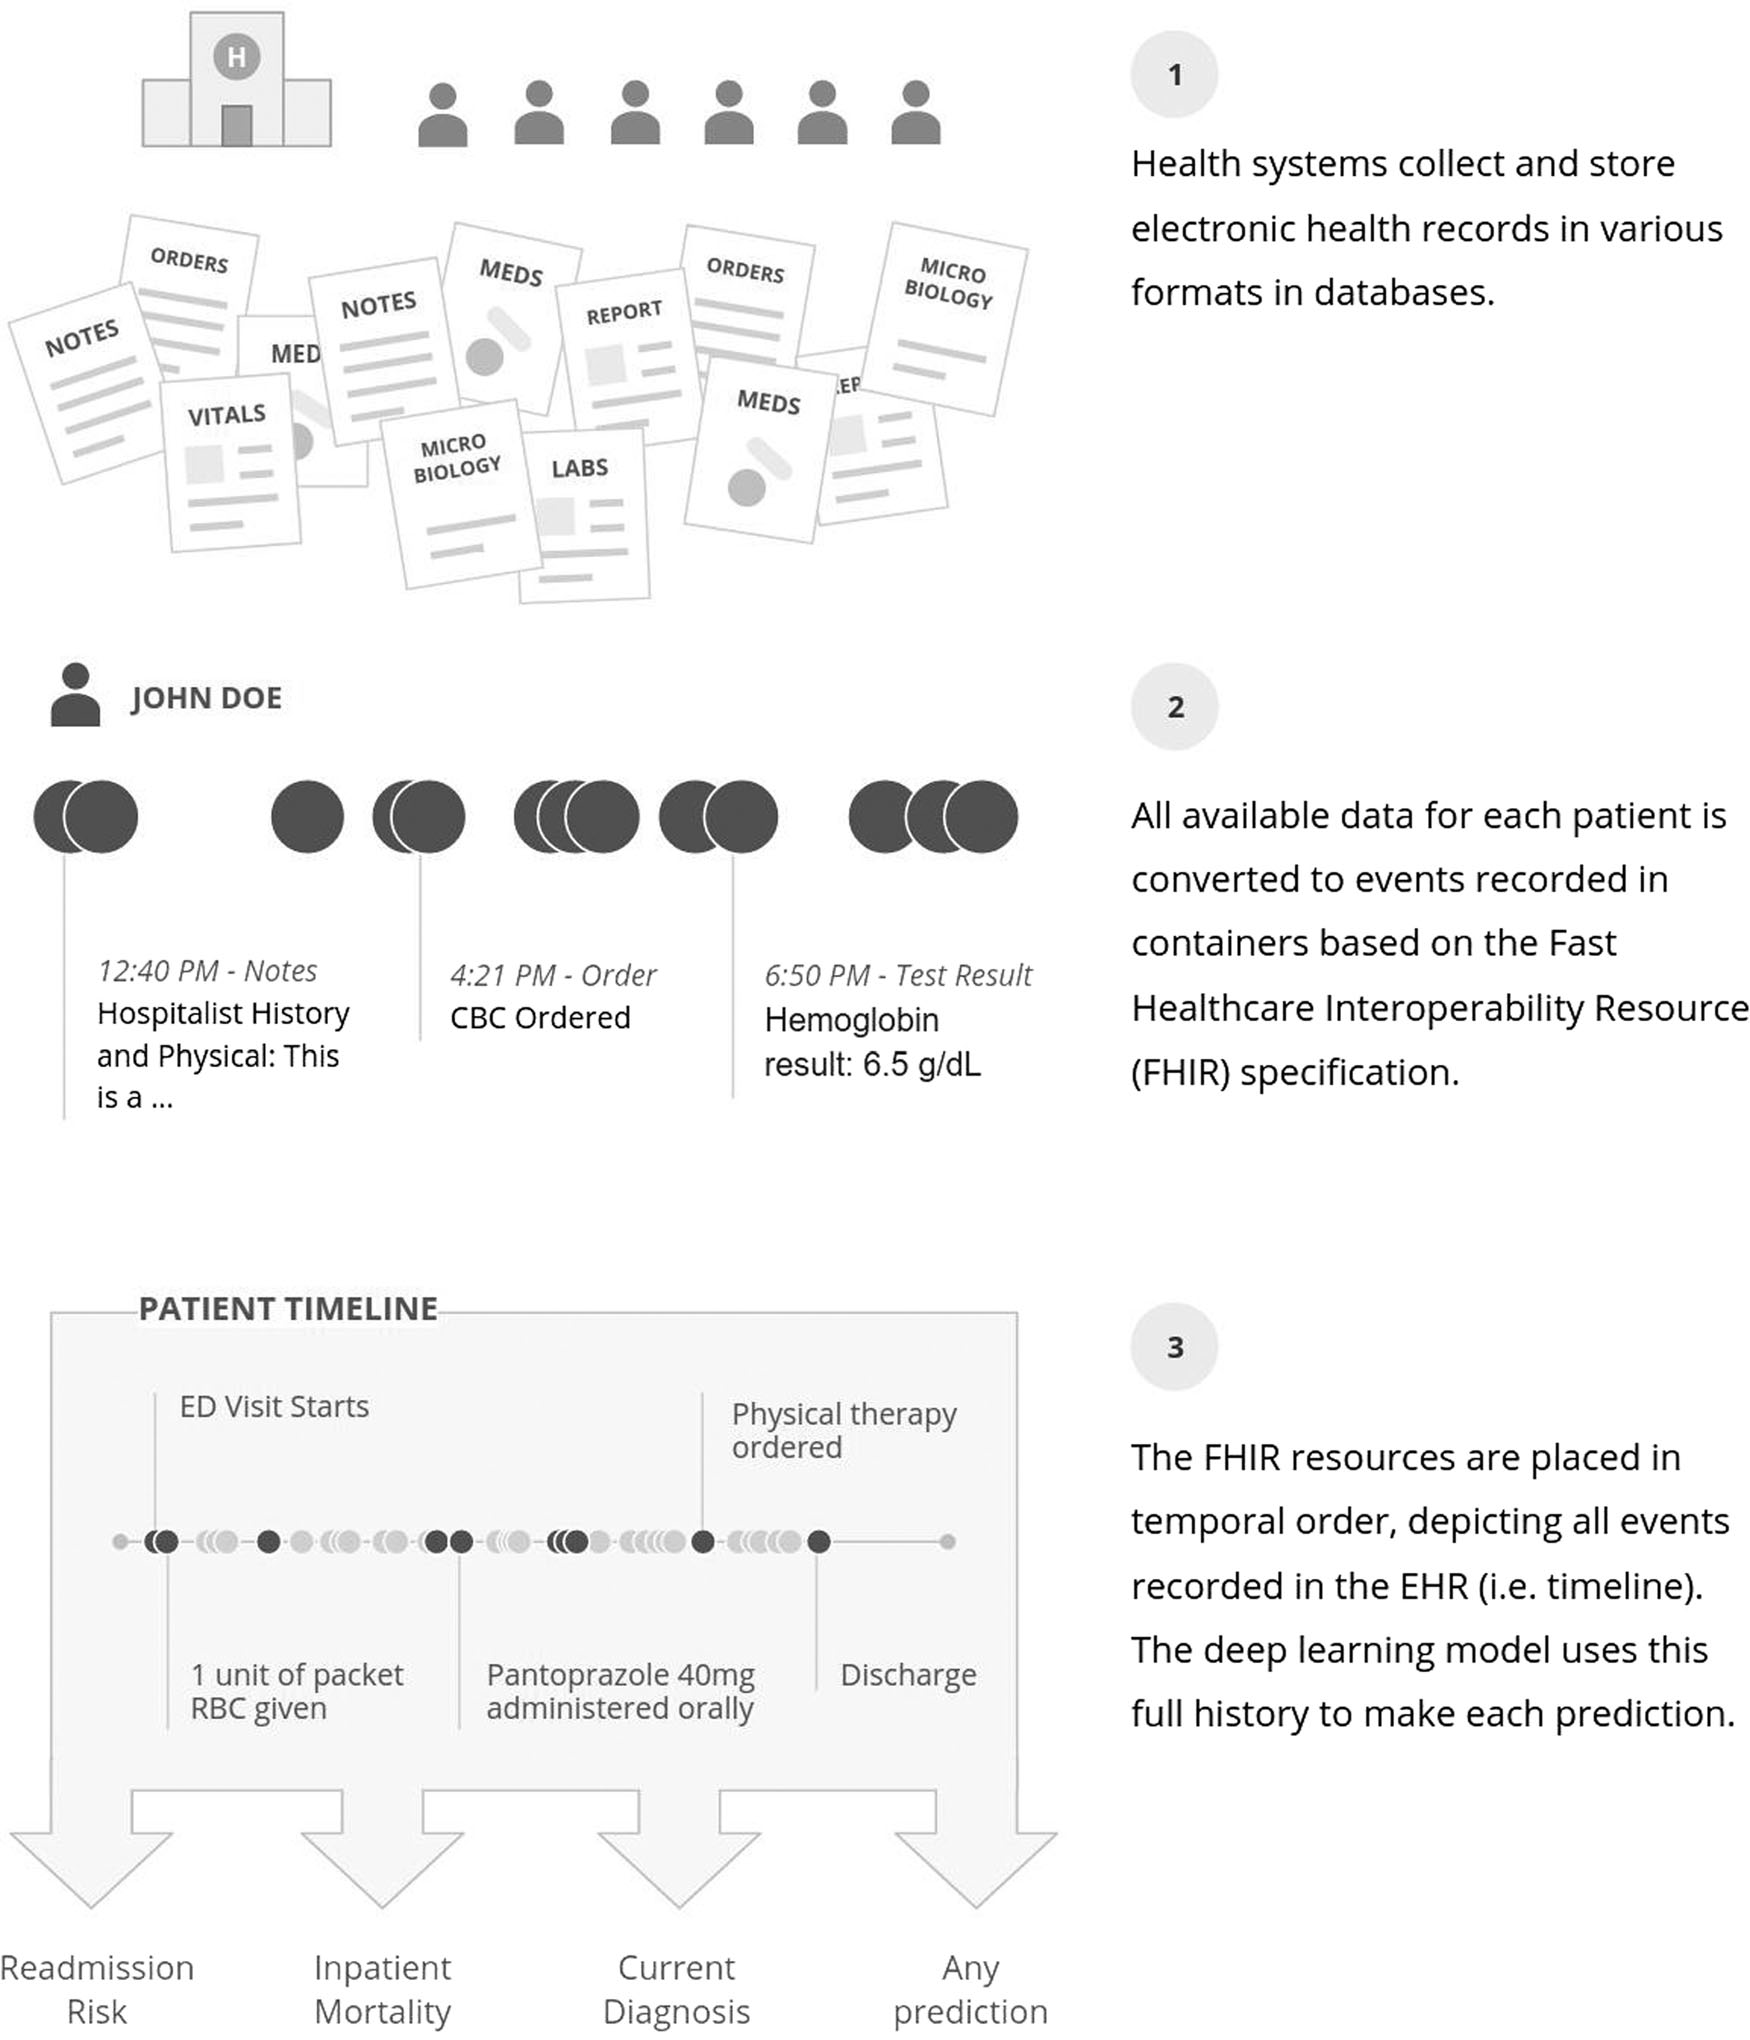 H
1
Health systems collect and store
electronic health records in various
formats in databases.
ORDERS
NOTES
MED
VITALS
NOTES
MEDS
MICRO
BIOLOGY
REPORT
LABS
ORDERS
MEDS
EP
MICRO
BIOLOGY
JOHN DOE
12:40 PM - Notes
Hospitalist History
and Physical: This
is a ...
4:21 PM - Order
CBC Ordered
6:50 PM - Test Result
Hemoglobin
result: 6.5 g/dL
2
All available data for each patient is
converted to events recorded in
containers based on the Fast
Healthcare Interoperability Resource
(FHIR) specification.
PATIENT TIMELINE
ED Visit Starts
Physical therapy
ordered
1 unit of packet
RBC given
Pantoprazole 40mg
administered orally
Discharge
3
The FHIR resources are placed in
temporal order, depicting all events
recorded in the EHR (i.e. timeline).
The deep learning model uses this
full history to make each prediction.
Readmission
Risk
Inpatient
Mortality
Current
Diagnosis
Any
prediction